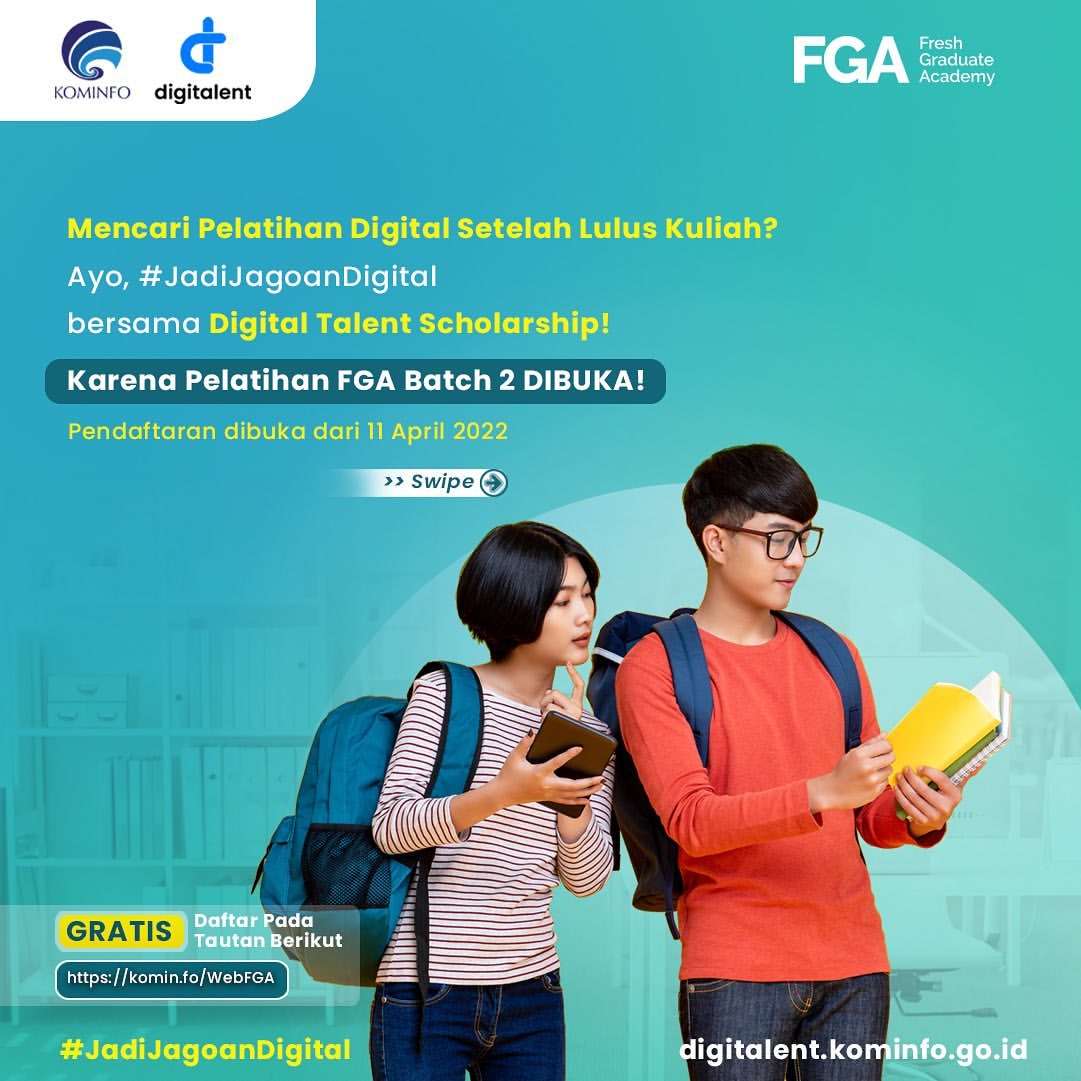 KOMINFO
digitalent
FGA
Fresh
Graduate
Academy
Mencari Pelatihan Digital Setelah Lulus Kuliah?
Ayo, #JadiJagoanDigital
bersama Digital Talent Scholarship!
Karena Pelatihan FGA Batch 2 DIBUKA!
Pendaftaran dibuka dari 11 April 2022
>> Swipe
GRATIS
Daftar Pada
Tautan Berikut
https://komin.fo/WebFGA
#JadiJagoanDigital
digitalent.kominfo.go.id